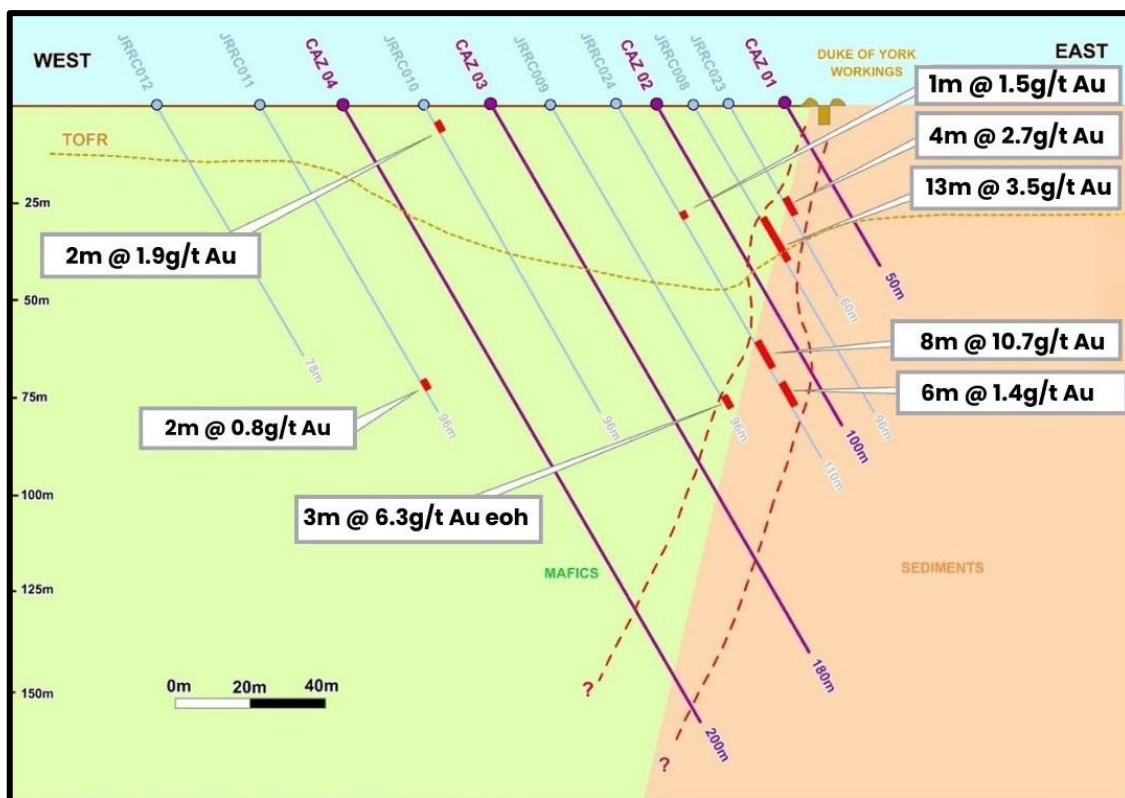 WEST
JRRC012
JRRC011
CAZ 04
JRRC010
CAZ 03
JRRC009
JRRC024
CAZ 02
JRRC008
JRRC023
CAZ 01
DUKE OF YORK
WORKINGS
EAST
1m @ 1.5g/t Au
TOFR
4m @ 2.7g/t Au
13m @ 3.5g/t Au
25m
2m @ 1.9g/t Au
50m
50m
60m
8m @ 10.7g/t Au
78m
75m
6m @ 1.4g/t Au
2m @ 0.8g/t Au
96m
96m
96m
96m
100m
110m
100m
3m @ 6.3g/t Au eoh
MAFICS
SEDIMENTS
125m
150m
0m 20m 40m
?
180m
200m
?